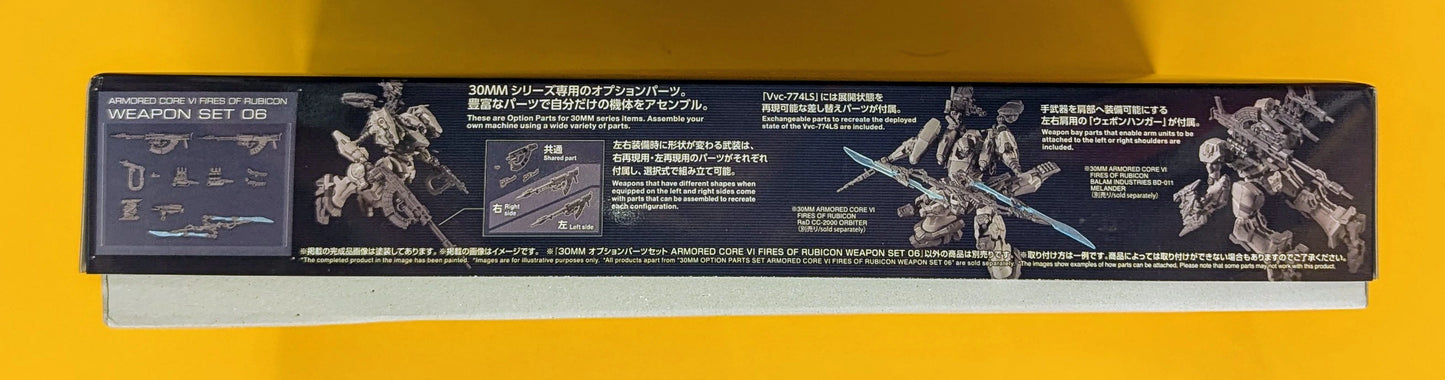 ARMORED CORE VI FIRES OF RUBICON
WEAPON SET 06
30MM シリーズ専用のオプションパーツ。
豊富なパーツで自分だけの機体をアセンブル。
These are Option Parts for 30MM series items. Assemble your
own machine using a wide variety of parts.
共通
Shared part
右 Right side
左 Left side
左右装備時に形状が変わる武装は、
右再現用・左再現用のパーツがそれぞれ
付属し、選択式で組み立て可能。
Weapons that have different shapes when
equipped on the left and right sides come
with parts that can be assembled to recreate
each configuration.
「Vvc-774LS」には展開状態を
再現可能な差し替えパーツが付属。
Exchangeable parts to recreate the deployed
state of the Vvc-774LS are included.
※30MM ARMORED CORE VI
FIRES OF RUBICON
RaD CC-2000 ORBITER
(別売り/sold separately)
手武器を肩部へ装備可能にする
左右肩用の「ウェポンハンガー」が付属。
Weapon bay parts that enable arm units to be
attached to the left or right shoulders are
included.
※30MM ARMORED CORE VI
FIRES OF RUBICON
BALAM INDUSTRIES BD-011
MELANDER
(別売り/sold separately)
※掲載の完成品画像は塗装してあります。※掲載の画像はイメージです。 ※「30MM オプションパーツセット ARMORED CORE VI FIRES OF RUBICON WEAPON SET 06」以外の商品は別売りです。※取り付け方は一例です。商品によっては取り付けができない場合もありますのでご了承ください。
*The completed product in the image has been painted. *Images are for illustrative purposes only. *All products apart from "30MM OPTION PARTS SET ARMORED CORE VI FIRES OF RUBICON WEAPON SET 06" are sold separately. *The images show examples of how parts can be attached. Please note that some parts may not work with this product.